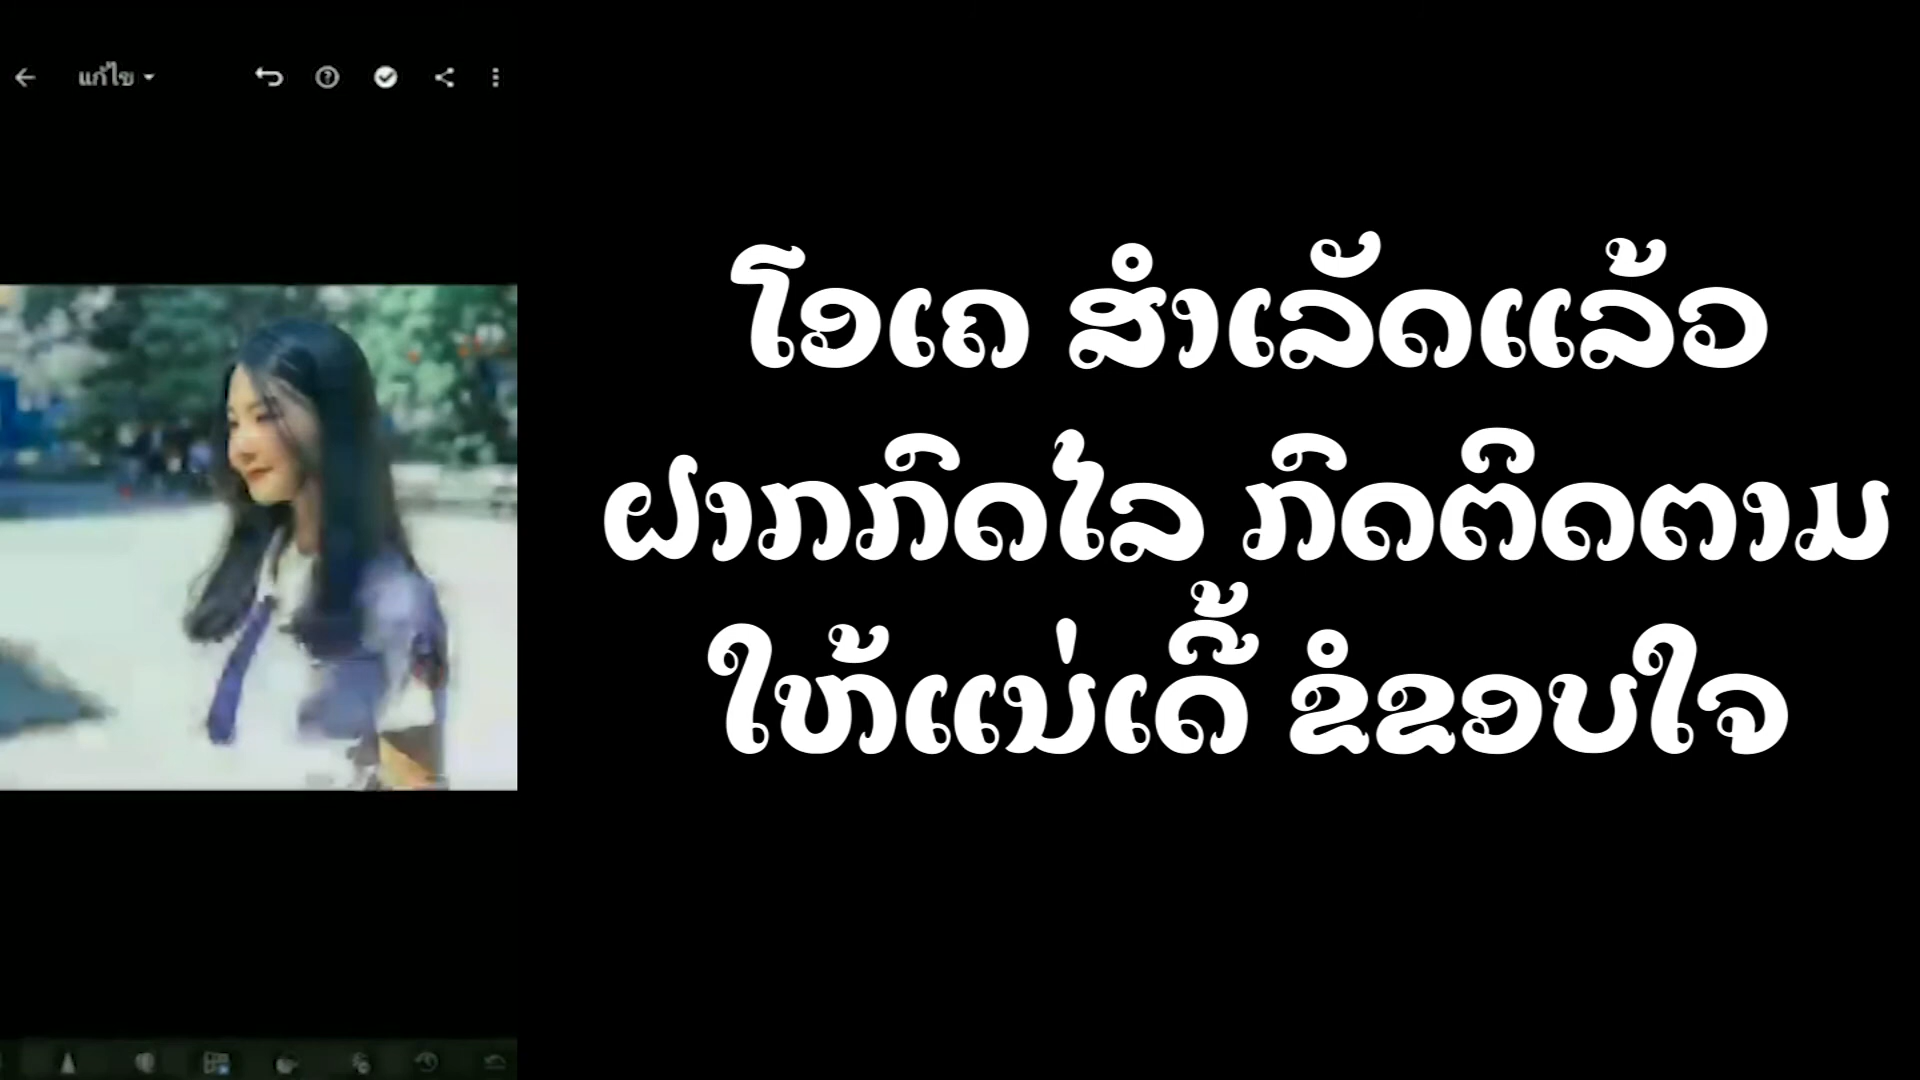 แก้ไข
ໂອເຄ ສຳເລັດແລ້ວ
ຝາກກົດໄລ ກົດຕິດຕາມ
ໃຫ້ແນ່ເດີ້ ຂໍຂອບໃຈ